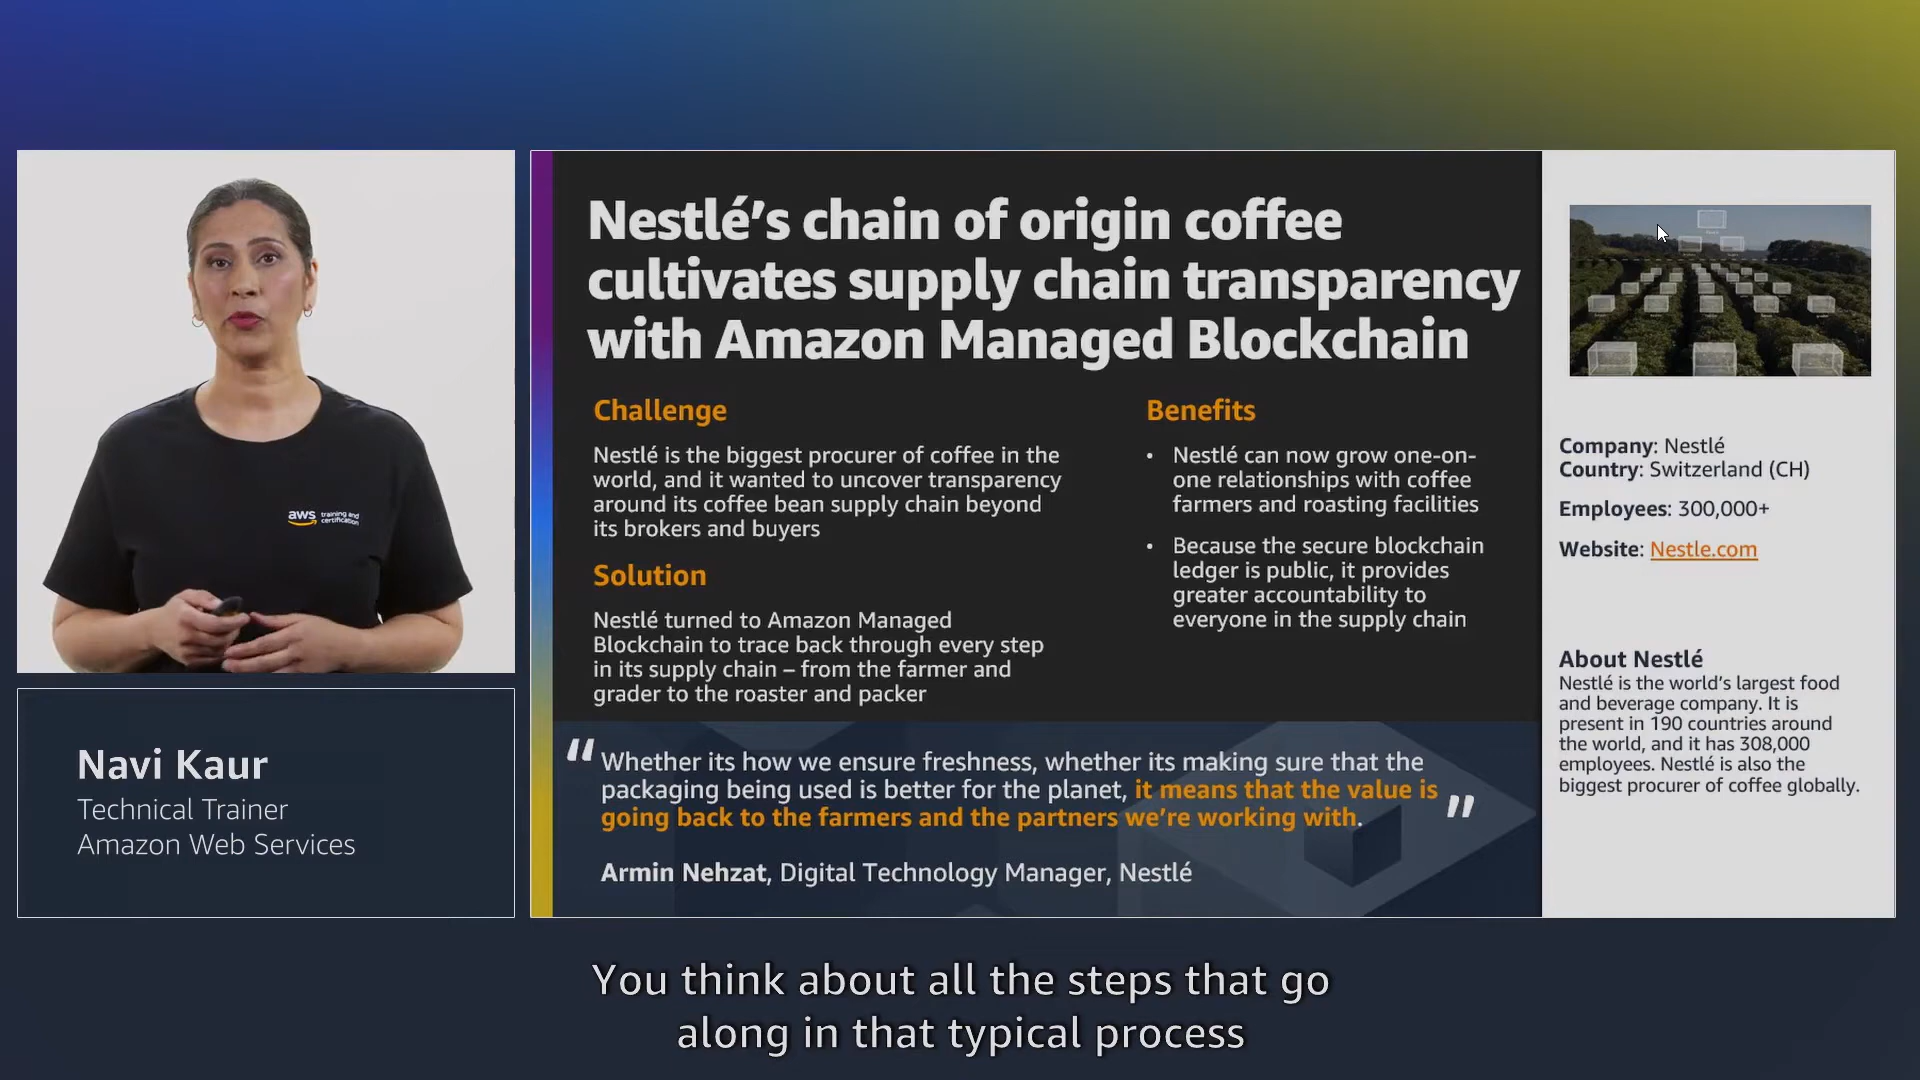 Nestlé's chain of origin coffee
cultivates supply chain transparency
with Amazon Managed Blockchain
Challenge
Nestlé is the biggest procurer of coffee in the
world, and it wanted to uncover transparency
around its coffee bean supply chain beyond
its brokers and buyers
Solution
Nestlé turned to Amazon Managed
Blockchain to trace back through every step
in its supply chain – from the farmer and
grader to the roaster and packer
Benefits
• Nestlé can now grow one-on-
one relationships with coffee
farmers and roasting facilities
• Because the secure blockchain
ledger is public, it provides
greater accountability to
everyone in the supply chain
“ Whether its how we ensure freshness, whether its making sure that the
packaging being used is better for the planet, it means that the value is
going back to the farmers and the partners we're working with. ”
Armin Nehzat, Digital Technology Manager, Nestlé
Company: Nestlé
Country: Switzerland (CH)
Employees: 300,000+
Website: Nestle.com
About Nestlé
Nestlé is the world's largest food
and beverage company. It is
present in 190 countries around
the world, and it has 308,000
employees. Nestlé is also the
biggest procurer of coffee globally.
aws training and
certification
Navi Kaur
Technical Trainer
Amazon Web Services
You think about all the steps that go
along in that typical process